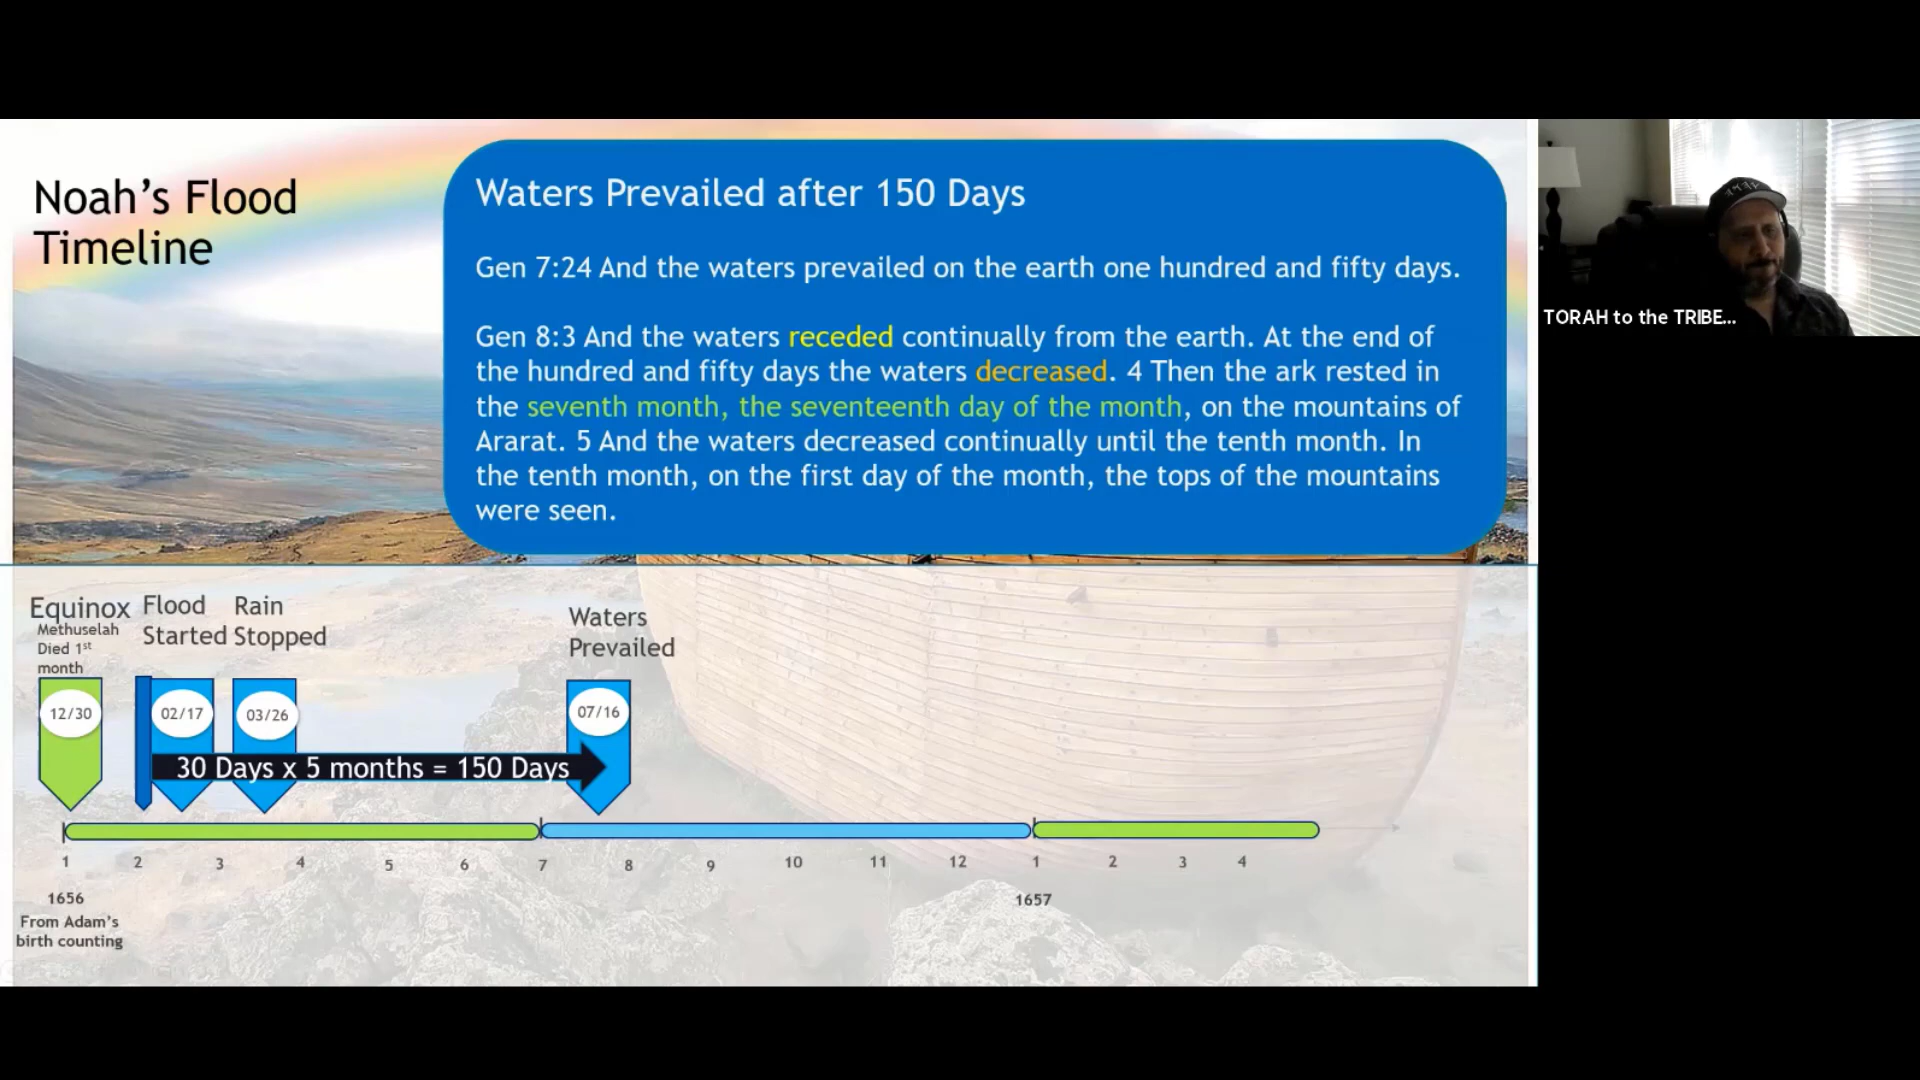 Noah’s Flood
Timeline
Waters Prevailed after 150 Days
Gen 7:24 And the waters prevailed on the earth one hundred and fifty days.
Gen 8:3 And the waters receded continually from the earth. At the end of
the hundred and fifty days the waters decreased. 4 Then the ark rested in
the seventh month, the seventeenth day of the month, on the mountains of
Ararat. 5 And the waters decreased continually until the tenth month. In
the tenth month, on the first day of the month, the tops of the mountains
were seen.
TORAH to the TRIBE...
Equinox
Methuselah
Died 1st
month
Flood
Started
Rain
Stopped
Waters
Prevailed
12/30
02/17
03/26
07/16
30 Days x 5 months = 150 Days
1 2 3 4 5 6 7 8 9 10 11 12 1 2 3 4
1656
From Adam’s
birth counting
1657